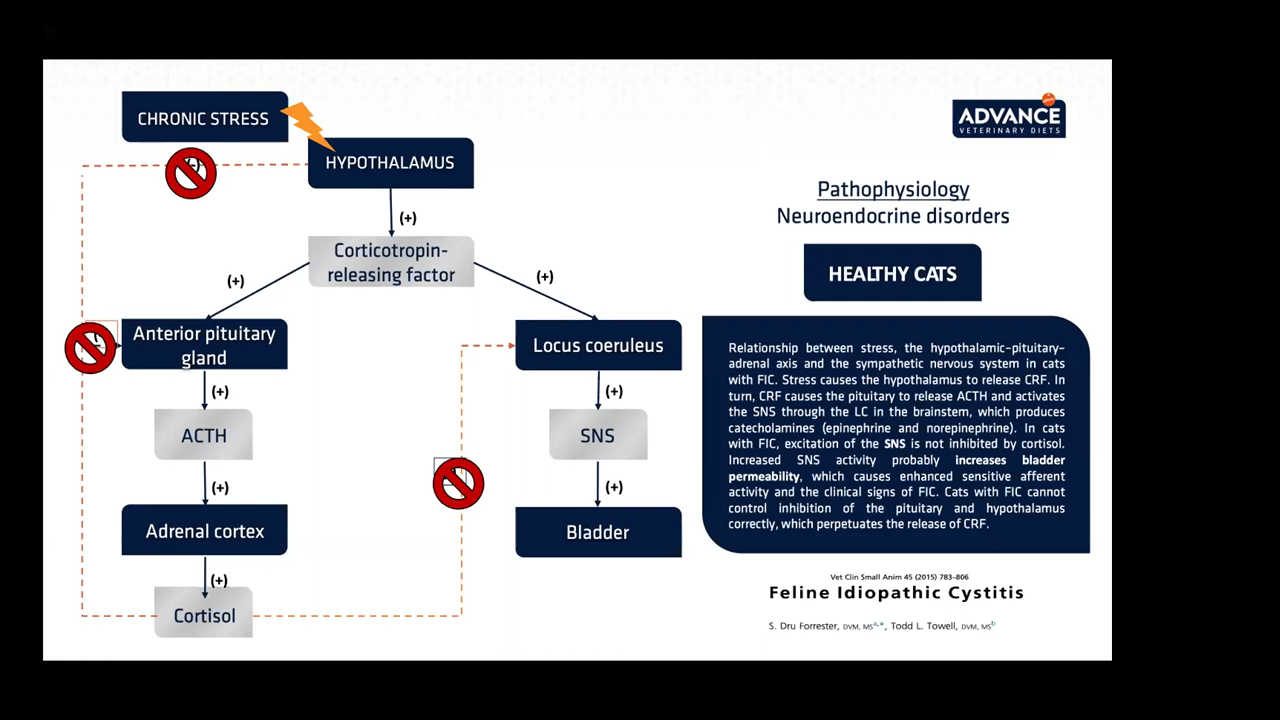 CHRONIC STRESS
HYPOTHALAMUS
(+)
Corticotropin-
releasing factor
(+)
(+)
Anterior pituitary
gland
Locus coeruleus
(+)
(+)
ACTH
SNS
(+)
(+)
Adrenal cortex
Bladder
(+)
Cortisol
ADVANCE
VETERINARY DIETS
Pathophysiology
Neuroendocrine disorders
HEALTHY CATS
Relationship between stress, the hypothalamic-pituitary-
adrenal axis and the sympathetic nervous system in cats
with FIC. Stress causes the hypothalamus to release CRF. In
turn, CRF causes the pituitary to release ACTH and activates
the SNS through the LC in the brainstem, which produces
catecholamines (epinephrine and norepinephrine). In cats
with FIC, excitation of the SNS is not inhibited by cortisol.
Increased SNS activity probably increases bladder
permeability, which causes enhanced sensitive afferent
activity and the clinical signs of FIC. Cats with FIC cannot
control inhibition of the pituitary and hypothalamus
correctly, which perpetuates the release of CRF.
Vet Clin Small Anim 45 (2015) 783–806
Feline Idiopathic Cystitis
S. Dru Forrester, DVM, MSa,*, Todd L. Towell, DVM, MSb